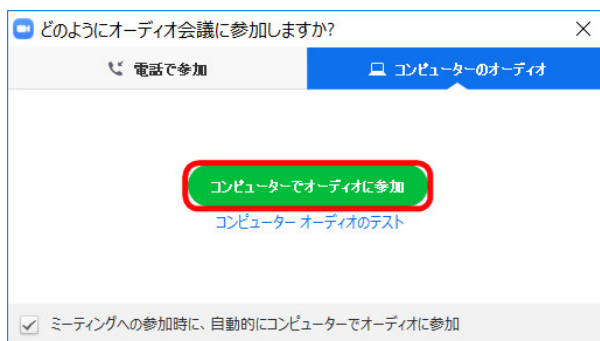 どのようにオーディオ会議に参加しますか?
電話で参加
コンピューターのオーディオ
コンピューターでオーディオに参加
コンピューター オーディオのテスト
ミーティングへの参加時に、自動的にコンピューターでオーディオに参加